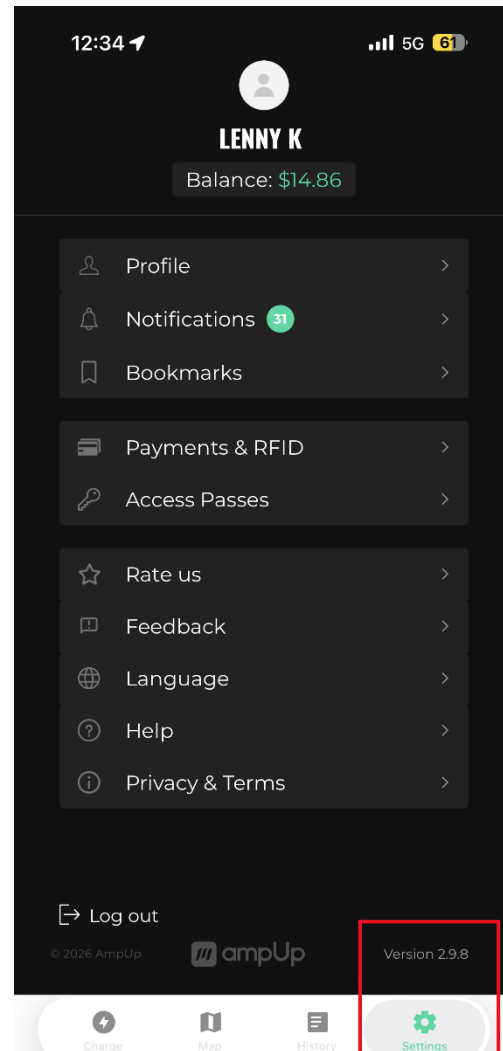 12:34 5G 61
LENNY K
Balance: $14.86
Profile
Notifications 31
Bookmarks
Payments & RFID
Access Passes
Rate us
Feedback
Language
Help
Privacy & Terms
Log out
© 2026 AmpUp ampUp Version 2.9.8
Charge Map History Settings